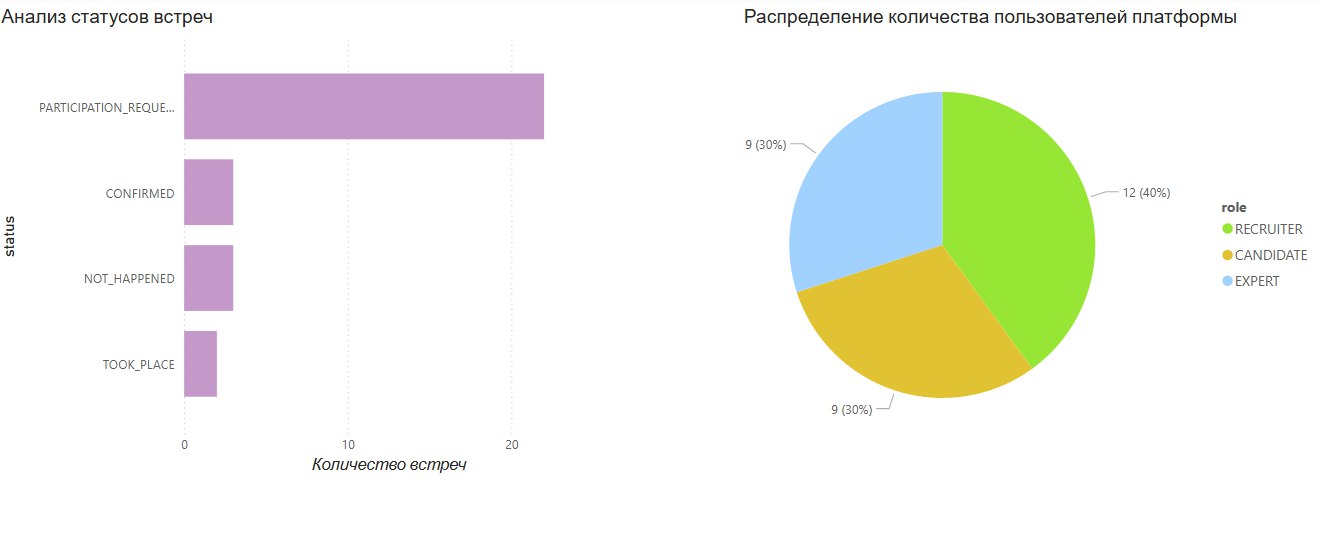 Анализ статусов встреч
PARTICIPATION_REQUE...
CONFIRMED
NOT_HAPPENED
TOOK_PLACE
status
0 10 20
Количество встреч
Распределение количества пользователей платформы
9 (30%)
12 (40%)
9 (30%)
role
RECRUITER
CANDIDATE
EXPERT